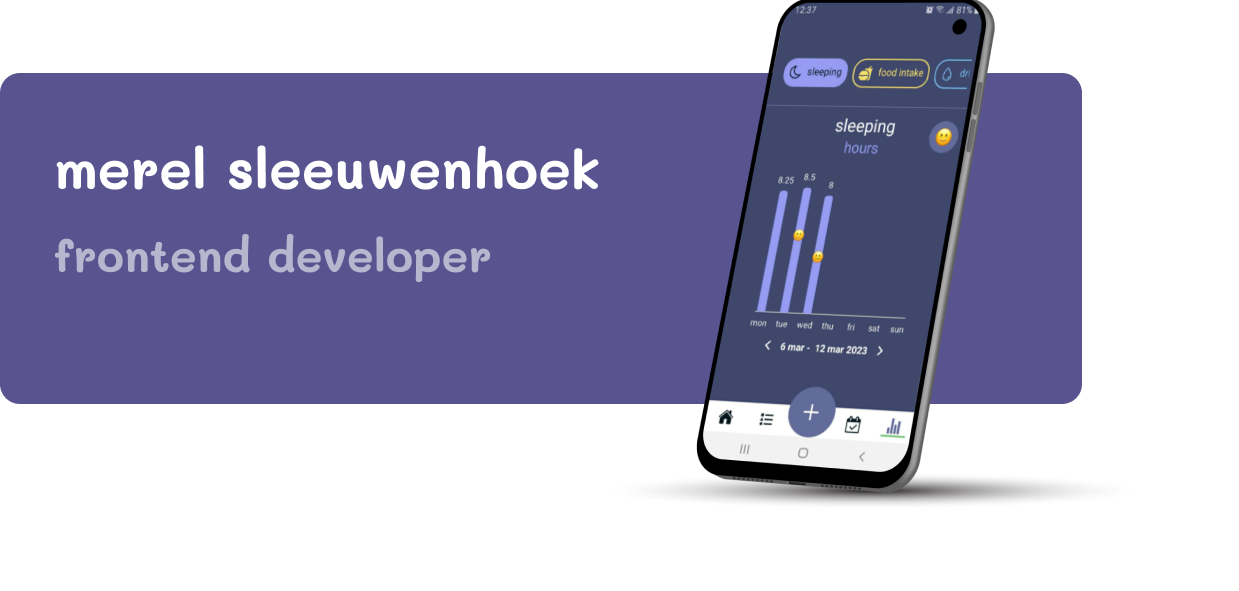 merel sleeuwenhoek
frontend developer
12:37 81%
sleeping food intake
sleeping
hours
8.25 8.5 8
mon tue wed thu fri sat sun
6 mar - 12 mar 2023